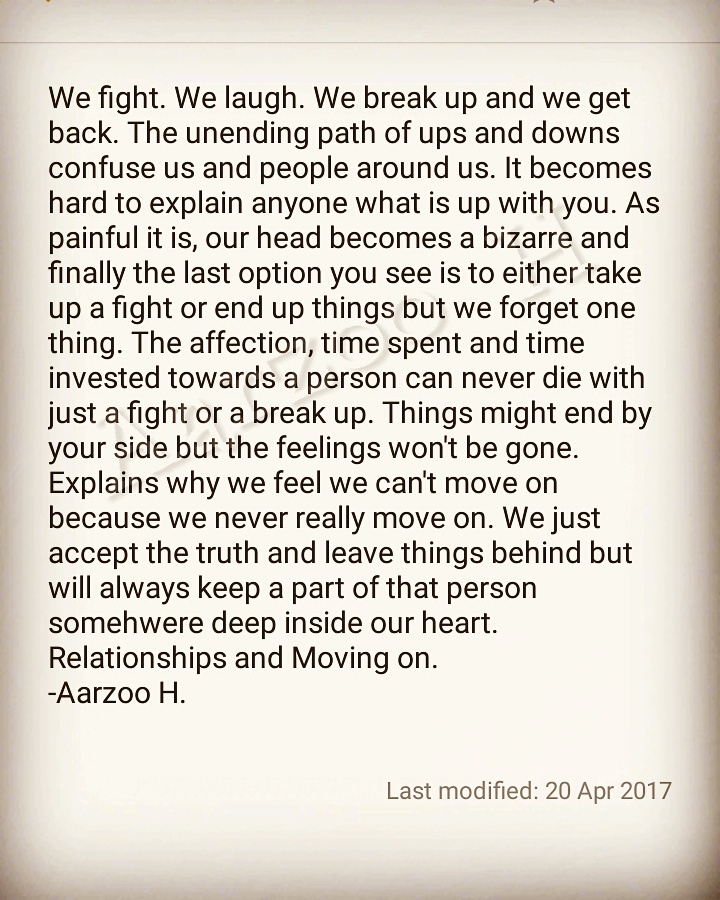 We fight. We laugh. We break up and we get
back. The unending path of ups and downs
confuse us and people around us. It becomes
hard to explain anyone what is up with you. As
painful it is, our head becomes a bizarre and
finally the last option you see is to either take
up a fight or end up things but we forget one
thing. The affection, time spent and time
invested towards a person can never die with
just a fight or a break up. Things might end by
your side but the feelings won't be gone.
Explains why we feel we can't move on
because we never really move on. We just
accept the truth and leave things behind but
will always keep a part of that person
somehwere deep inside our heart.
Relationships and Moving on.
-Aarzoo H.
Aarzoo H
Last modified: 20 Apr 2017